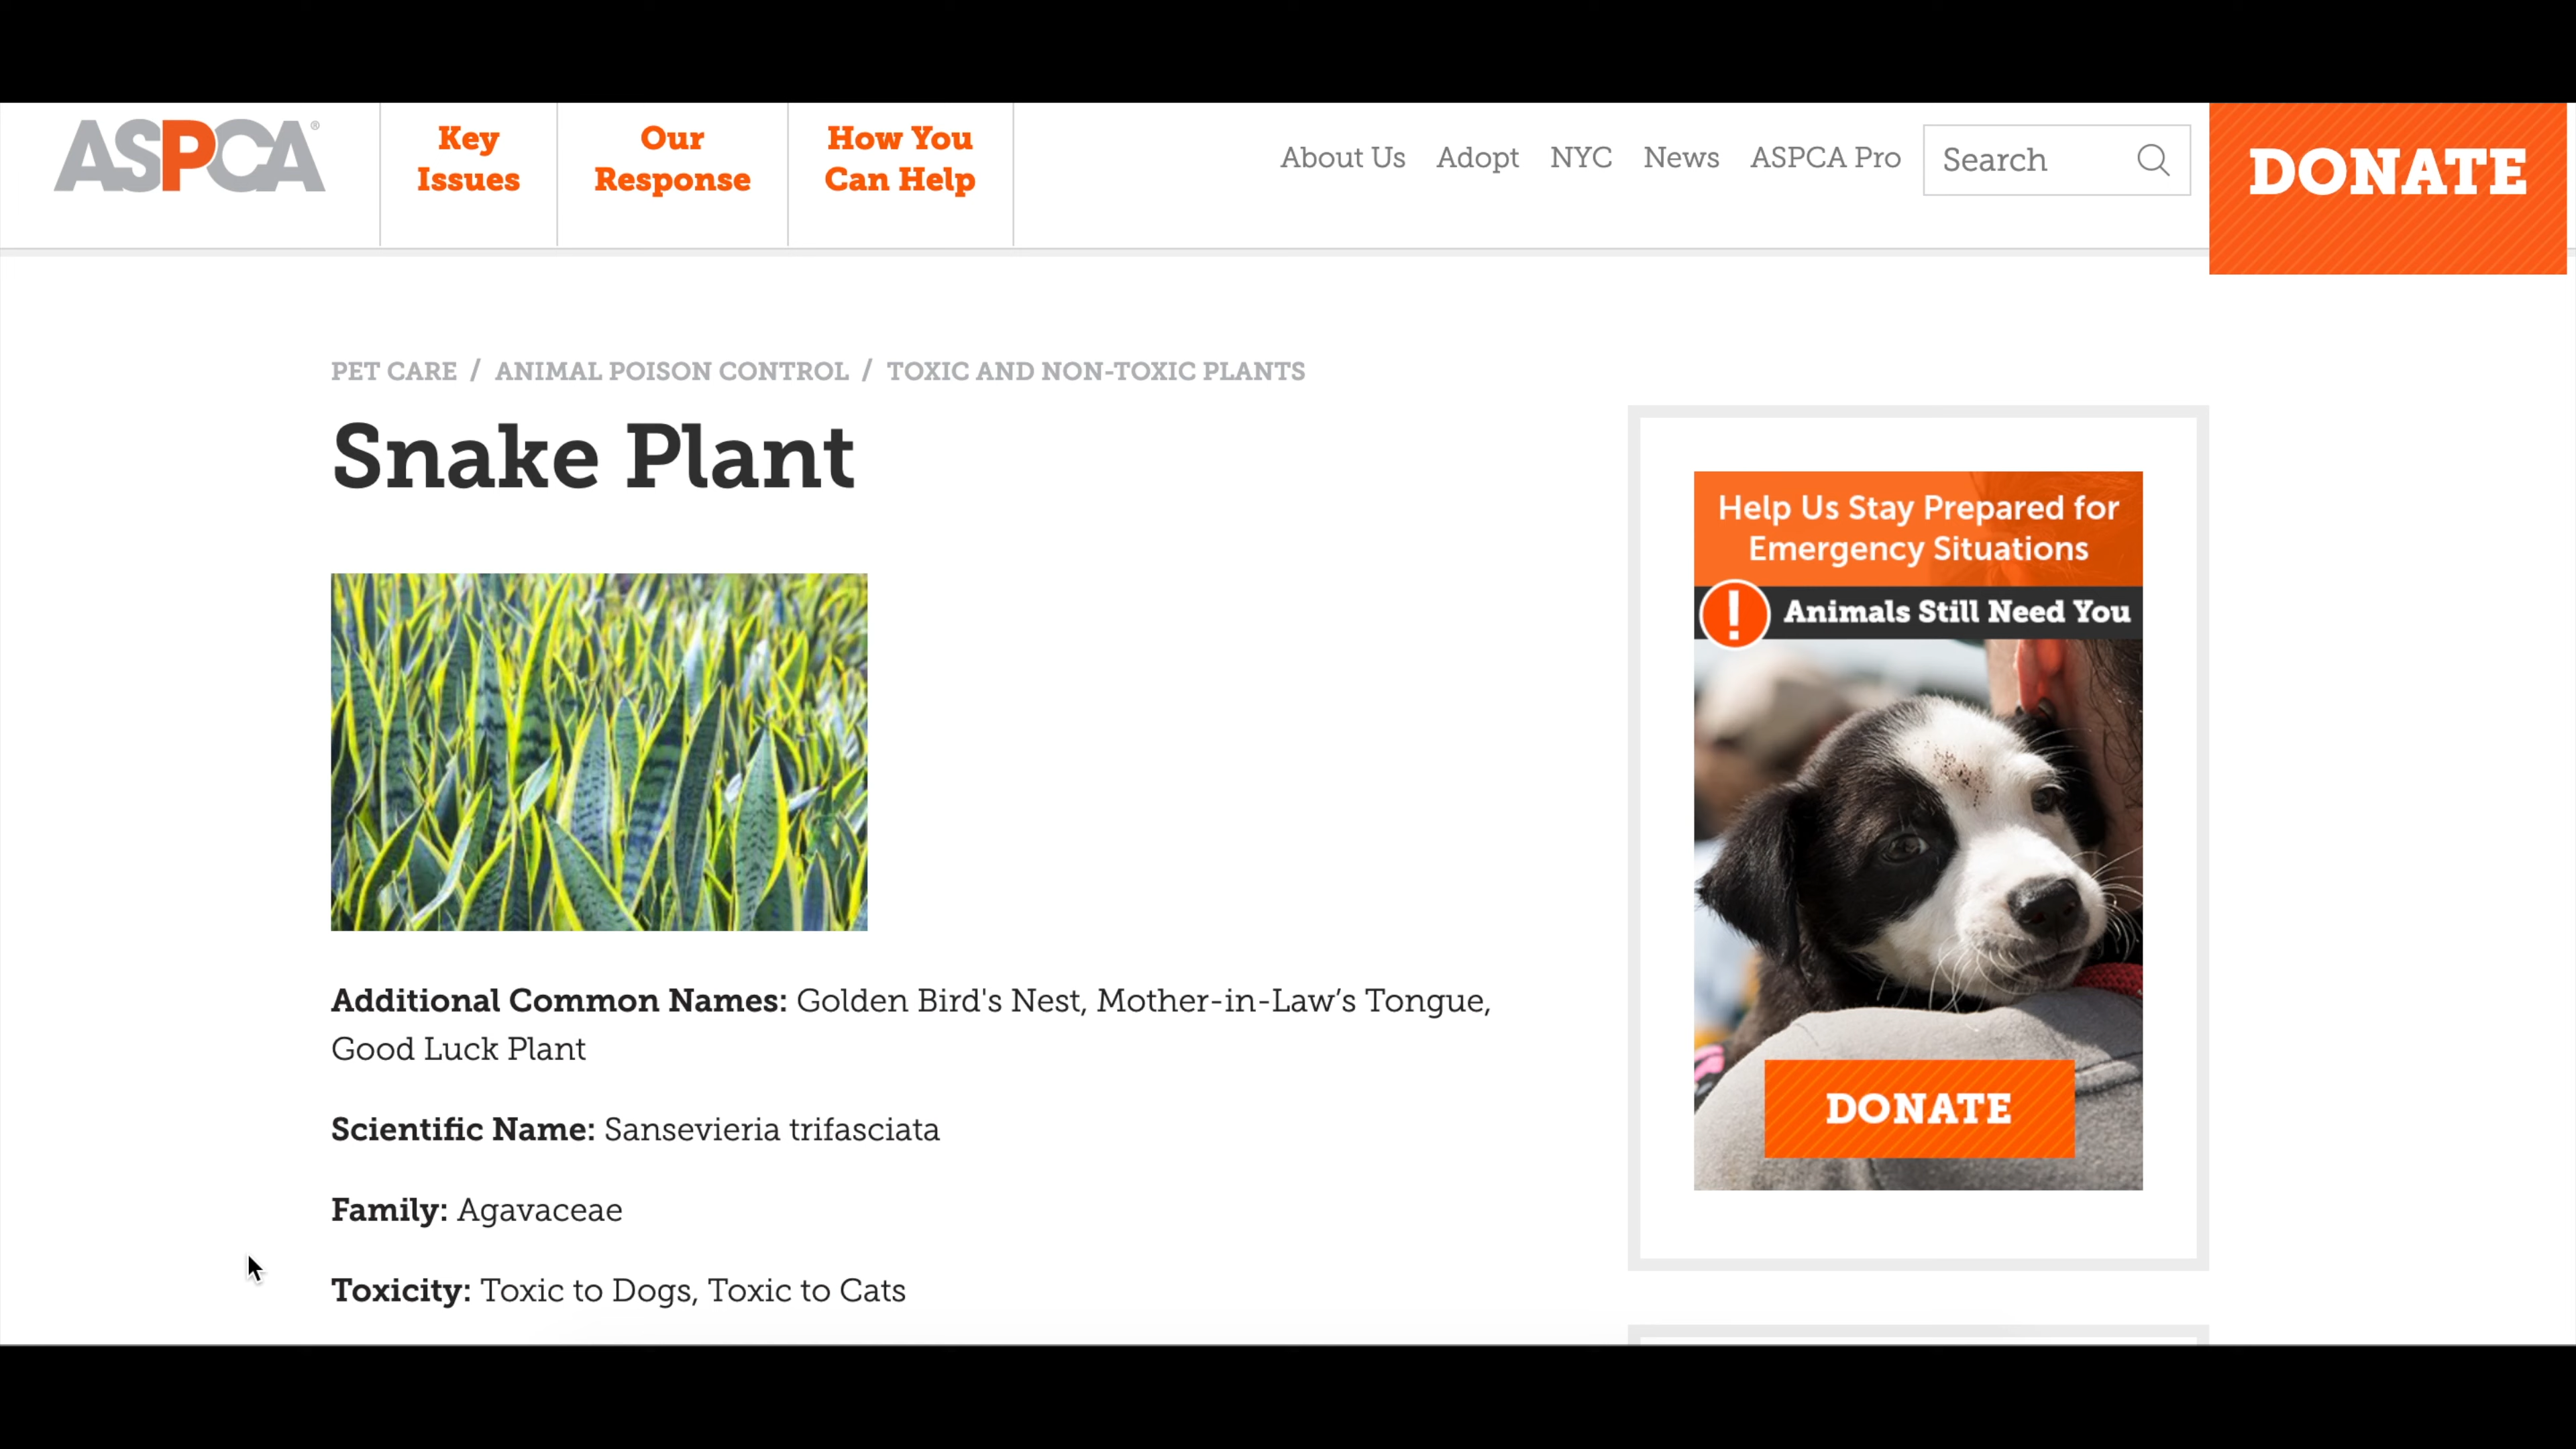 ASPCA®
Key
Issues
Our
Response
How You
Can Help
About Us
Adopt
NYC
News
ASPCA Pro
Search
DONATE
PET CARE / ANIMAL POISON CONTROL / TOXIC AND NON-TOXIC PLANTS
Snake Plant
Additional Common Names: Golden Bird's Nest, Mother-in-Law’s Tongue,
Good Luck Plant
Scientific Name: Sansevieria trifasciata
Family: Agavaceae
Toxicity: Toxic to Dogs, Toxic to Cats
Help Us Stay Prepared for
Emergency Situations
! Animals Still Need You
DONATE